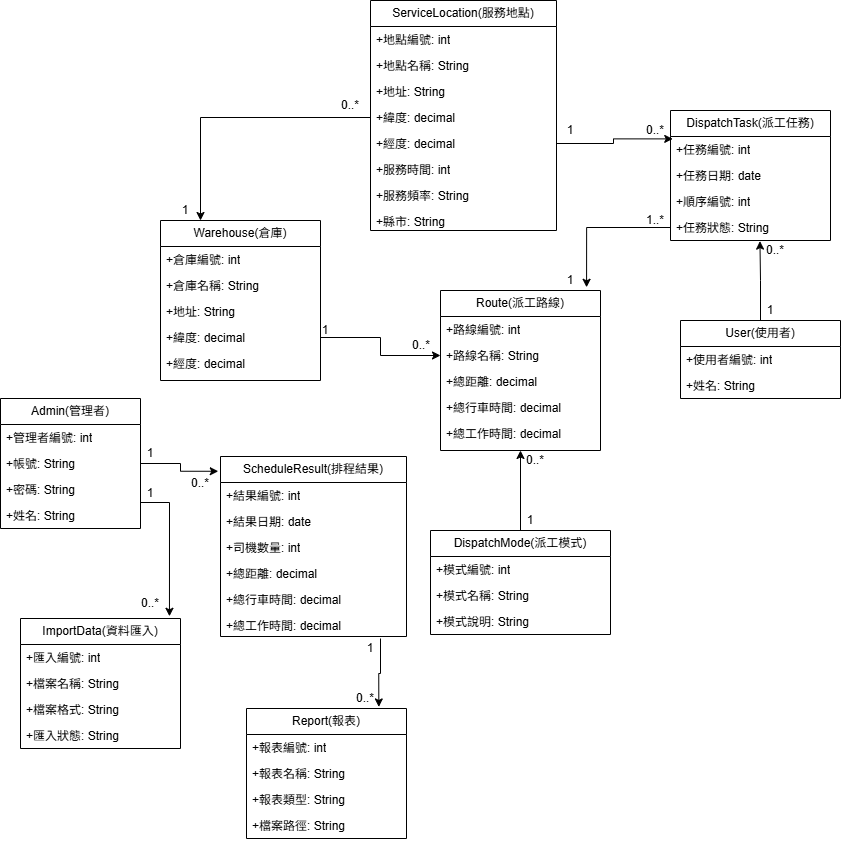 ServiceLocation(服務地點)
+地點編號: int
+地點名稱: String
+地址: String
+緯度: decimal
+經度: decimal
+服務時間: int
+服務頻率: String
+縣市: String
0..*
1
1
0..*
DispatchTask(派工任務)
+任務編號: int
+任務日期: date
+順序編號: int
+任務狀態: String
1..*
1
0..*
1
Warehouse(倉庫)
+倉庫編號: int
+倉庫名稱: String
+地址: String
+緯度: decimal
+經度: decimal
1
0..*
Route(派工路線)
+路線編號: int
+路線名稱: String
+總距離: decimal
+總行車時間: decimal
+總工作時間: decimal
User(使用者)
+使用者編號: int
+姓名: String
Admin(管理者)
+管理者編號: int
+帳號: String
+密碼: String
+姓名: String
1
0..*
1
0..*
ScheduleResult(排程結果)
+結果編號: int
+結果日期: date
+司機數量: int
+總距離: decimal
+總行車時間: decimal
+總工作時間: decimal
0..*
1
DispatchMode(派工模式)
+模式編號: int
+模式名稱: String
+模式說明: String
ImportData(資料匯入)
+匯入編號: int
+檔案名稱: String
+檔案格式: String
+匯入狀態: String
1
0..*
Report(報表)
+報表編號: int
+報表名稱: String
+報表類型: String
+檔案路徑: String